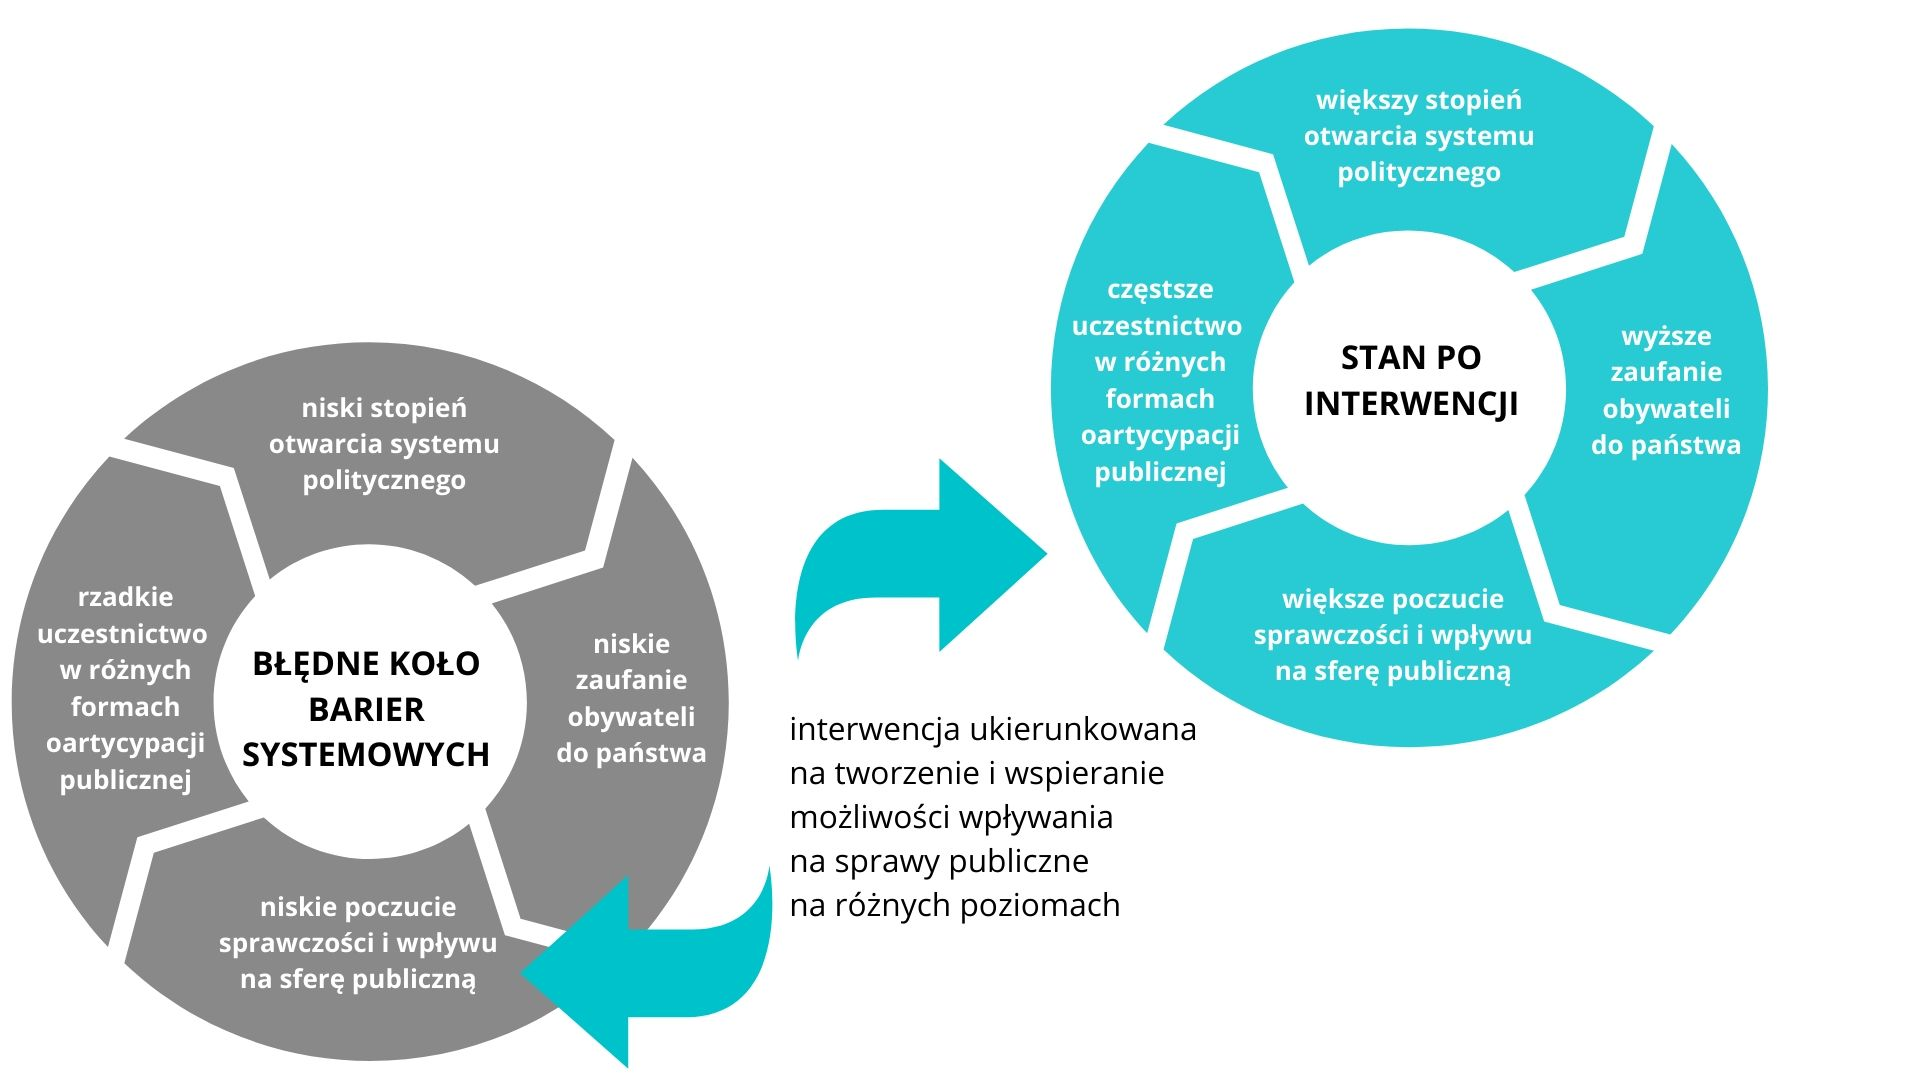 niski stopień
otwarcia systemu
politycznego
niskie
zaufanie
obywateli
do państwa
niskie poczucie
sprawczości i wpływu
na sferę publiczną
rzadkie
uczestnictwo
w różnych
formach
oartycypacji
publicznej
BŁĘDNE KOŁO
BARIER
SYSTEMOWYCH
interwencja ukierunkowana
na tworzenie i wspieranie
możliwości wpływania
na sprawy publiczne
na różnych poziomach
większy stopień
otwarcia systemu
politycznego
wyższe
zaufanie
obywateli
do państwa
większe poczucie
sprawczości i wpływu
na sferę publiczną
częstsze
uczestnictwo
w różnych
formach
oartycypacji
publicznej
STAN PO
INTERWENCJI